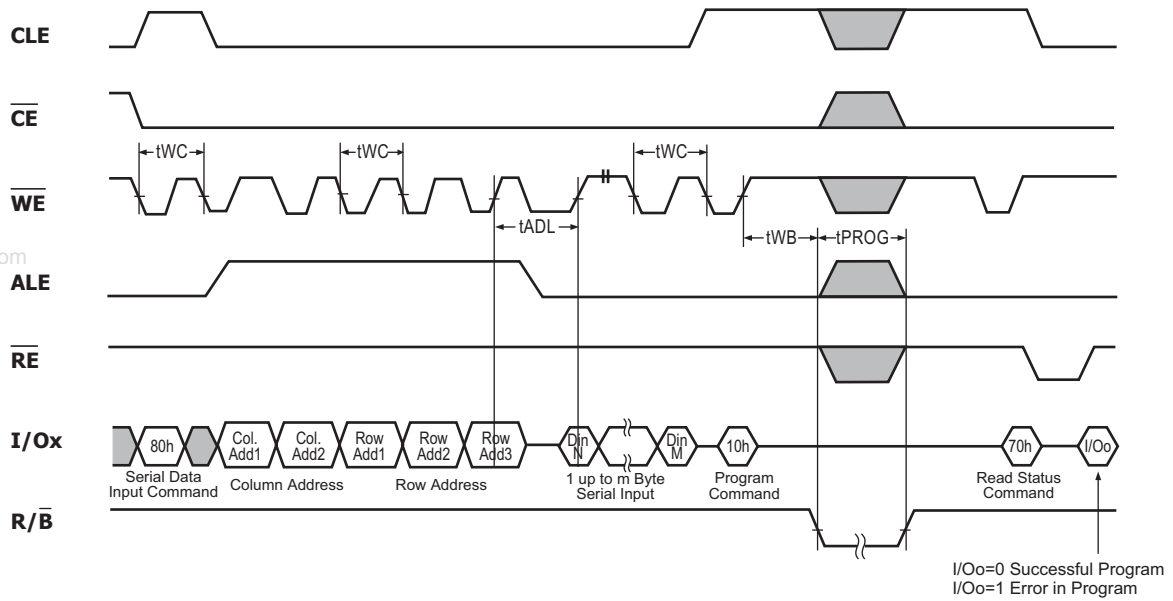 CLE
CE
tWC
tWC
tWC
WE
tADL
tWB
tPROG
om
ALE
RE
I/Ox
80h
Col.
Add1
Col.
Add2
Row
Add1
Row
Add2
Row
Add3
Din
N
Din
M
10h
70h
I/Oo
Serial Data
Input Command
Column Address
Row Address
1 up to m Byte
Serial Input
Program
Command
Read Status
Command
R/B
I/Oo=0 Successful Program
I/Oo=1 Error in Program